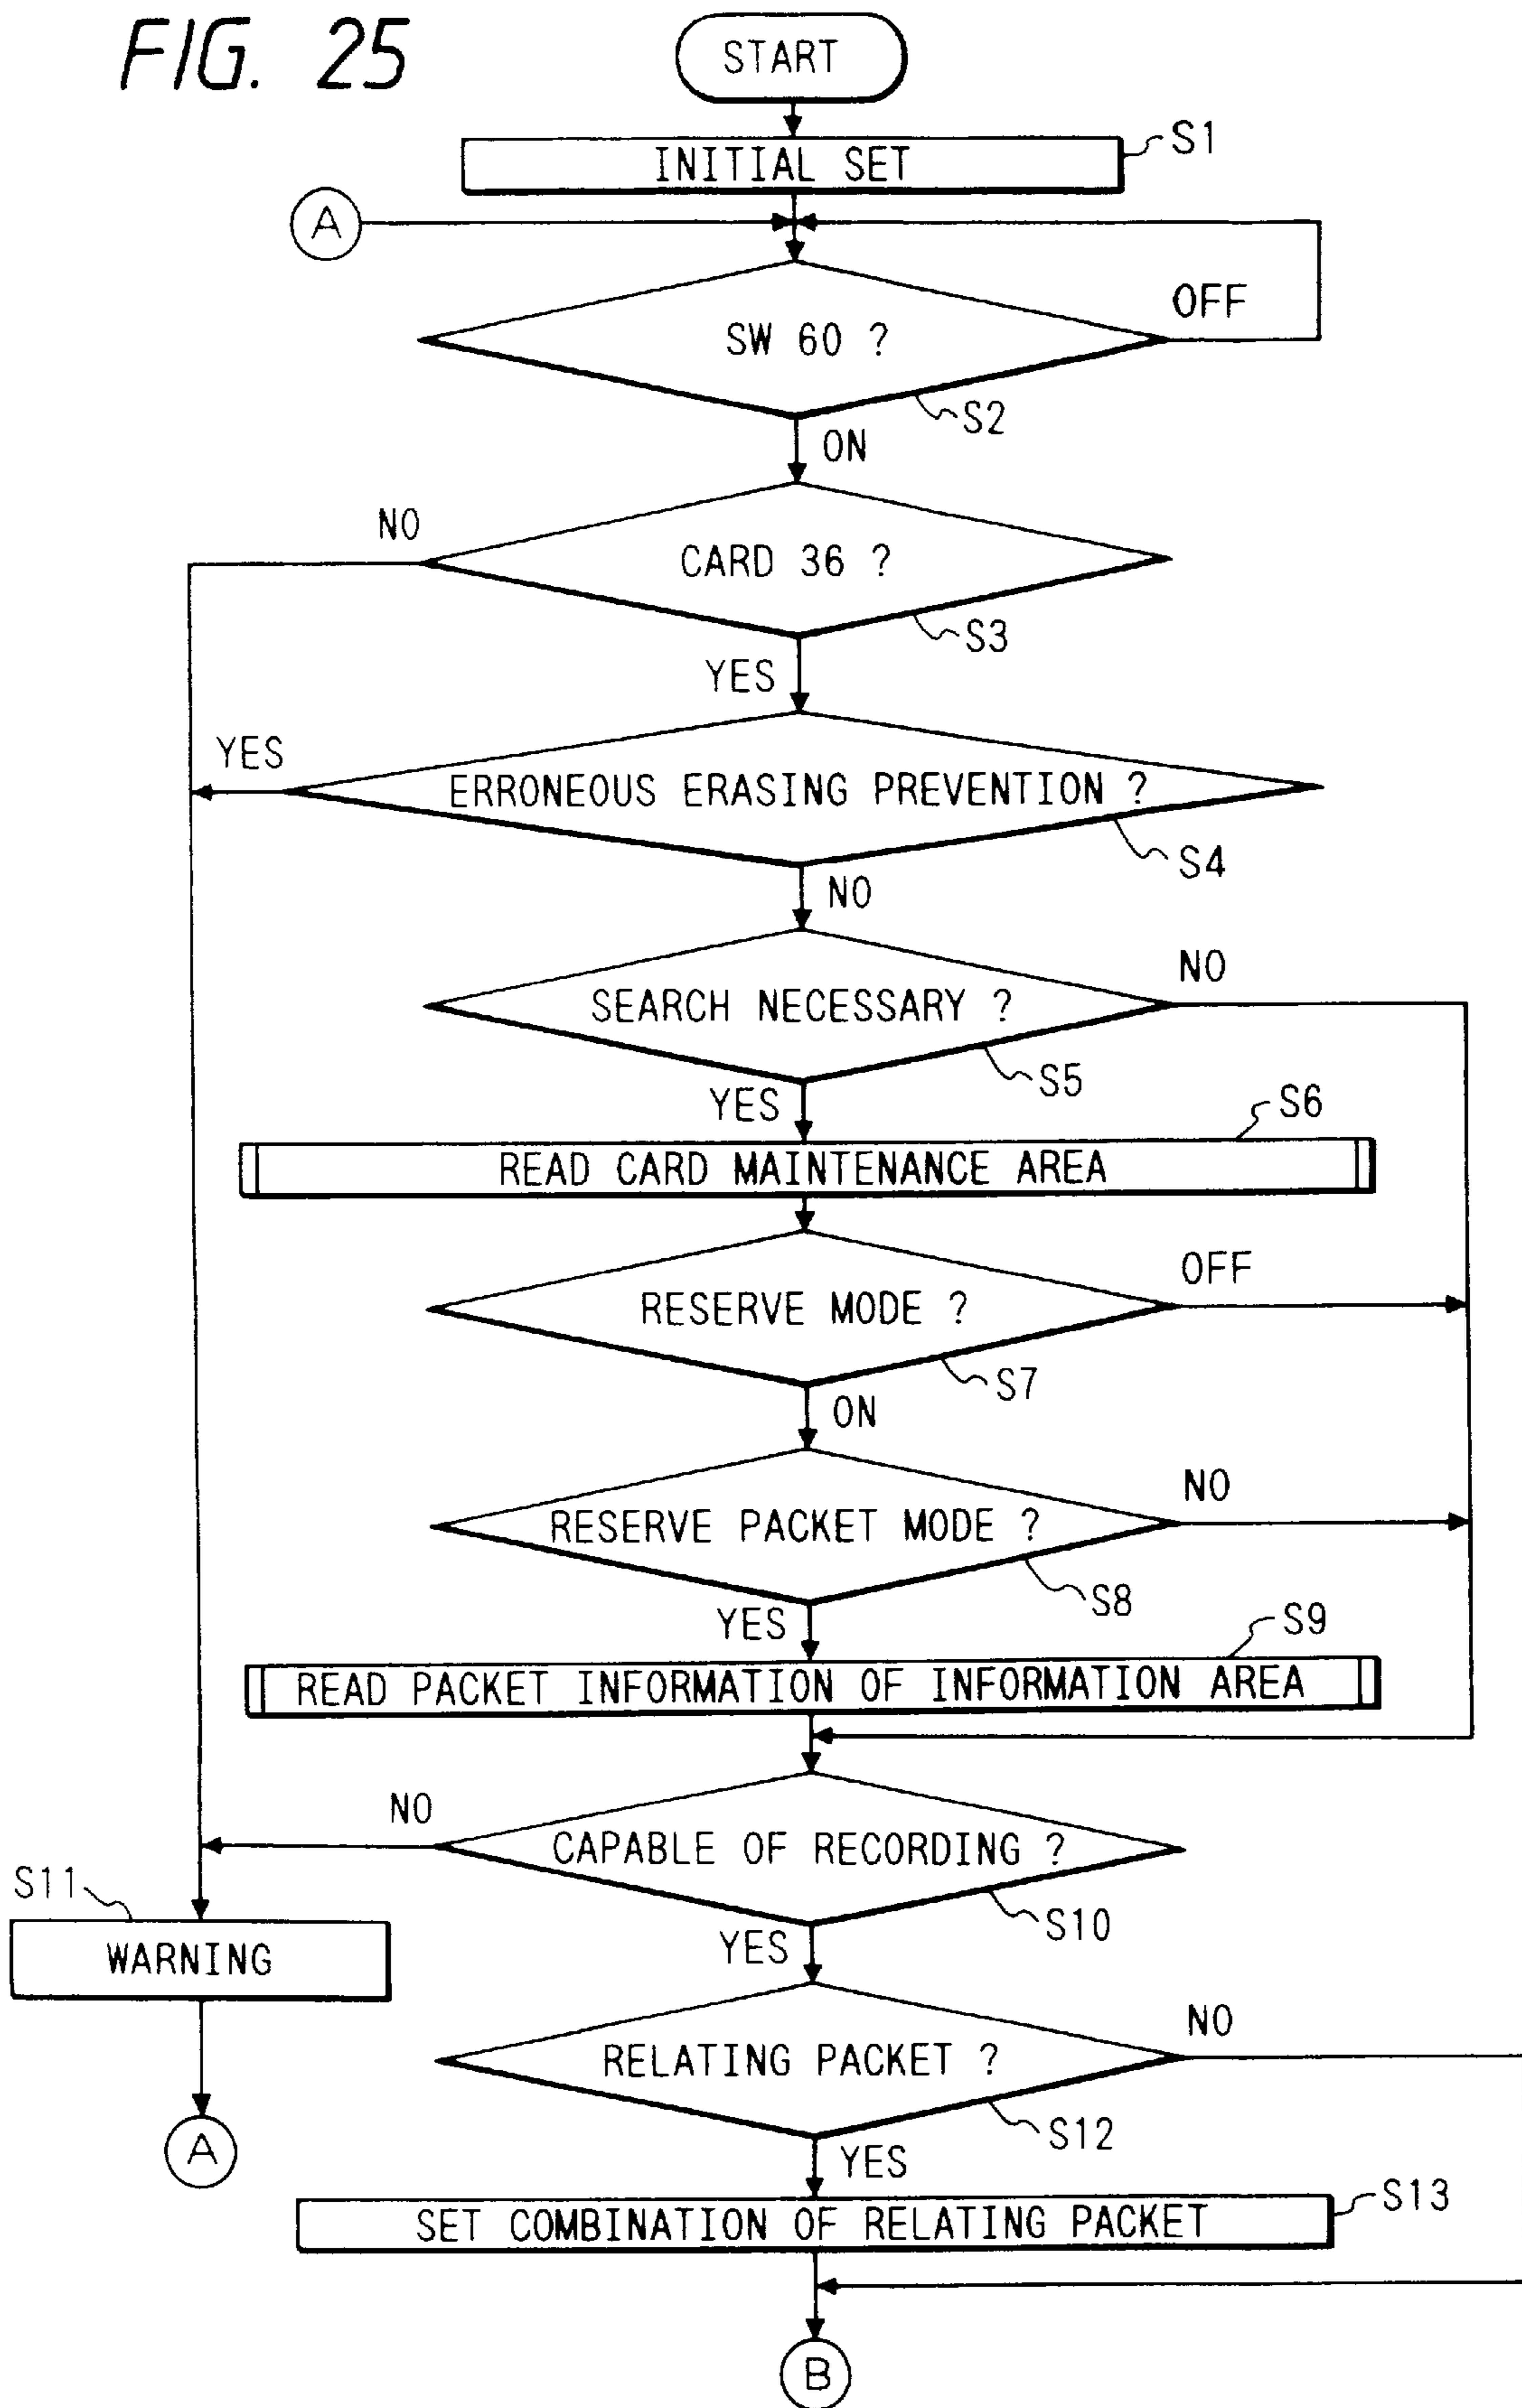 FIG. 25
START
INITIAL SET
S1
A
SW 60 ?
OFF
S2
ON
NO
CARD 36 ?
S3
YES
YES
ERRONEOUS ERASING PREVENTION ?
S4
NO
SEARCH NECESSARY ?
NO
S5
YES
S6
READ CARD MAINTENANCE AREA
RESERVE MODE ?
OFF
S7
ON
RESERVE PACKET MODE ?
NO
S8
YES
S9
READ PACKET INFORMATION OF INFORMATION AREA
NO
CAPABLE OF RECORDING ?
S10
S11
WARNING
YES
A
RELATING PACKET ?
NO
S12
YES
SET COMBINATION OF RELATING PACKET
S13
B